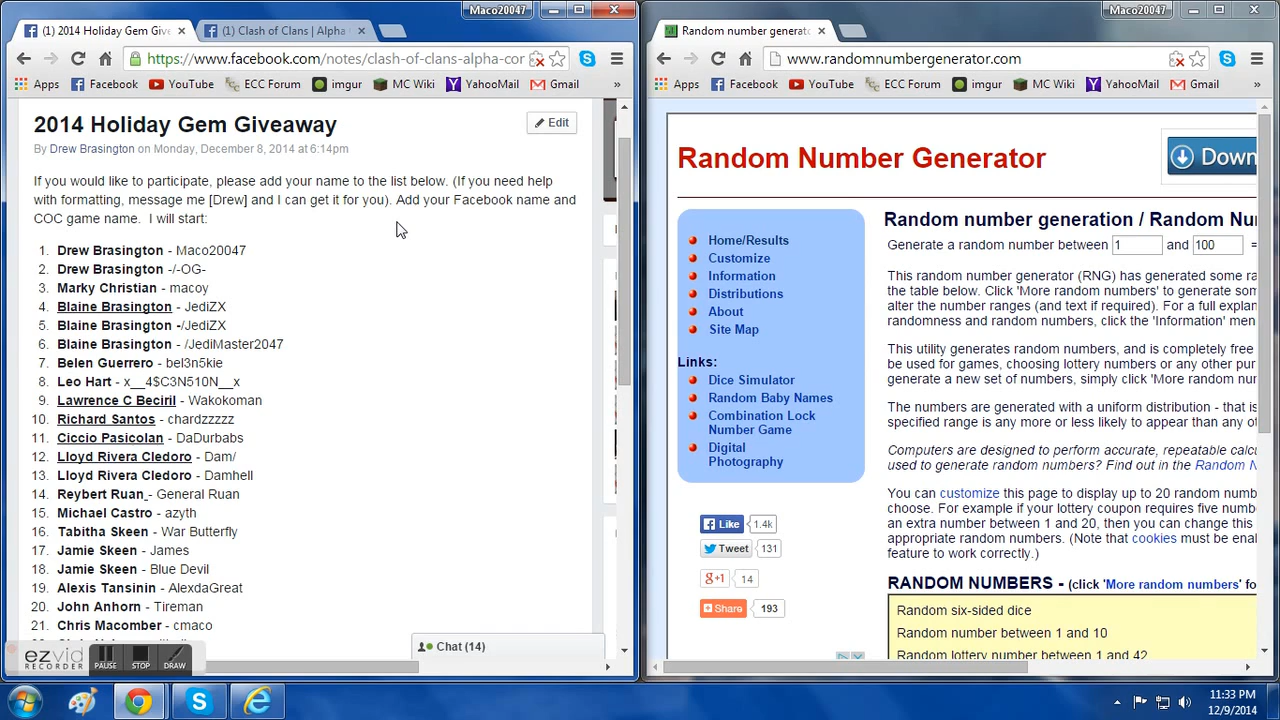 Maco20047
(1) 2014 Holiday Gem Giv
(1) Clash of Clans | Alpha
https://www.facebook.com/notes/clash-of-clans-alpha-cor
Apps Facebook YouTube ECC Forum imgur MC Wiki YahooMail Gmail
2014 Holiday Gem Giveaway
Edit
By Drew Brasington on Monday, December 8, 2014 at 6:14pm
If you would like to participate, please add your name to the list below. (If you need help
with formatting, message me [Drew] and I can get it for you). Add your Facebook name and
COC game name. I will start:
1. Drew Brasington - Maco20047
2. Drew Brasington -/-OG-
3. Marky Christian - macoy
4. Blaine Brasington - JediZX
5. Blaine Brasington -/JediZX
6. Blaine Brasington - /JediMaster2047
7. Belen Guerrero - bel3n5kie
8. Leo Hart - x__4$C3N510N__x
9. Lawrence C Beciril - Wakokoman
10. Richard Santos - chardzzzzz
11. Ciccio Pasicolan - DaDurbabs
12. Lloyd Rivera Cledoro - Dam/
13. Lloyd Rivera Cledoro - Damhell
14. Reybert Ruan - General Ruan
15. Michael Castro - azyth
16. Tabitha Skeen - War Butterfly
17. Jamie Skeen - James
18. Jamie Skeen - Blue Devil
19. Alexis Tansinin - AlexdaGreat
20. John Anhorn - Tireman
21. Chris Macomber - cmaco
Chat (14)
ezvid
RECORDER
PAUSE STOP DRAW
Maco20047
Random number generat
www.randomnumbergenerator.com
Apps Facebook YouTube ECC Forum imgur MC Wiki YahooMail Gmail
Random Number Generator
Down
Home/Results
Customize
Information
Distributions
About
Site Map
Links:
Dice Simulator
Random Baby Names
Combination Lock
Number Game
Digital
Photography
Like 1.4k
Tweet 131
g+1 14
Share 193
Random number generation / Random Nu
Generate a random number between 1 and 100 =
This random number generator (RNG) has generated some ra
the table below. Click 'More random numbers' to generate som
alter the number ranges (and text if required). For a full explan
randomness and random numbers, click the 'Information' men
This utility generates random numbers, and is completely free
be used for games, choosing lottery numbers or any other pur
generate a new set of numbers, simply click 'More random nu
The numbers are generated with a uniform distribution - that is
specified range is any more or less likely to appear than any ot
Computers are designed to perform accurate, repeatable calcu
used to generate random numbers? Find out in the Random N
You can customize this page to display up to 20 random numb
choose. For example if your lottery coupon requires five numb
an extra number between 1 and 20, then you can change this
appropriate random numbers. (Note that cookies must be enal
feature to work correctly.)
RANDOM NUMBERS - (click 'More random numbers' fo
Random six-sided dice
Random number between 1 and 10
Random lottery number between 1 and 42
11:33 PM
12/9/2014